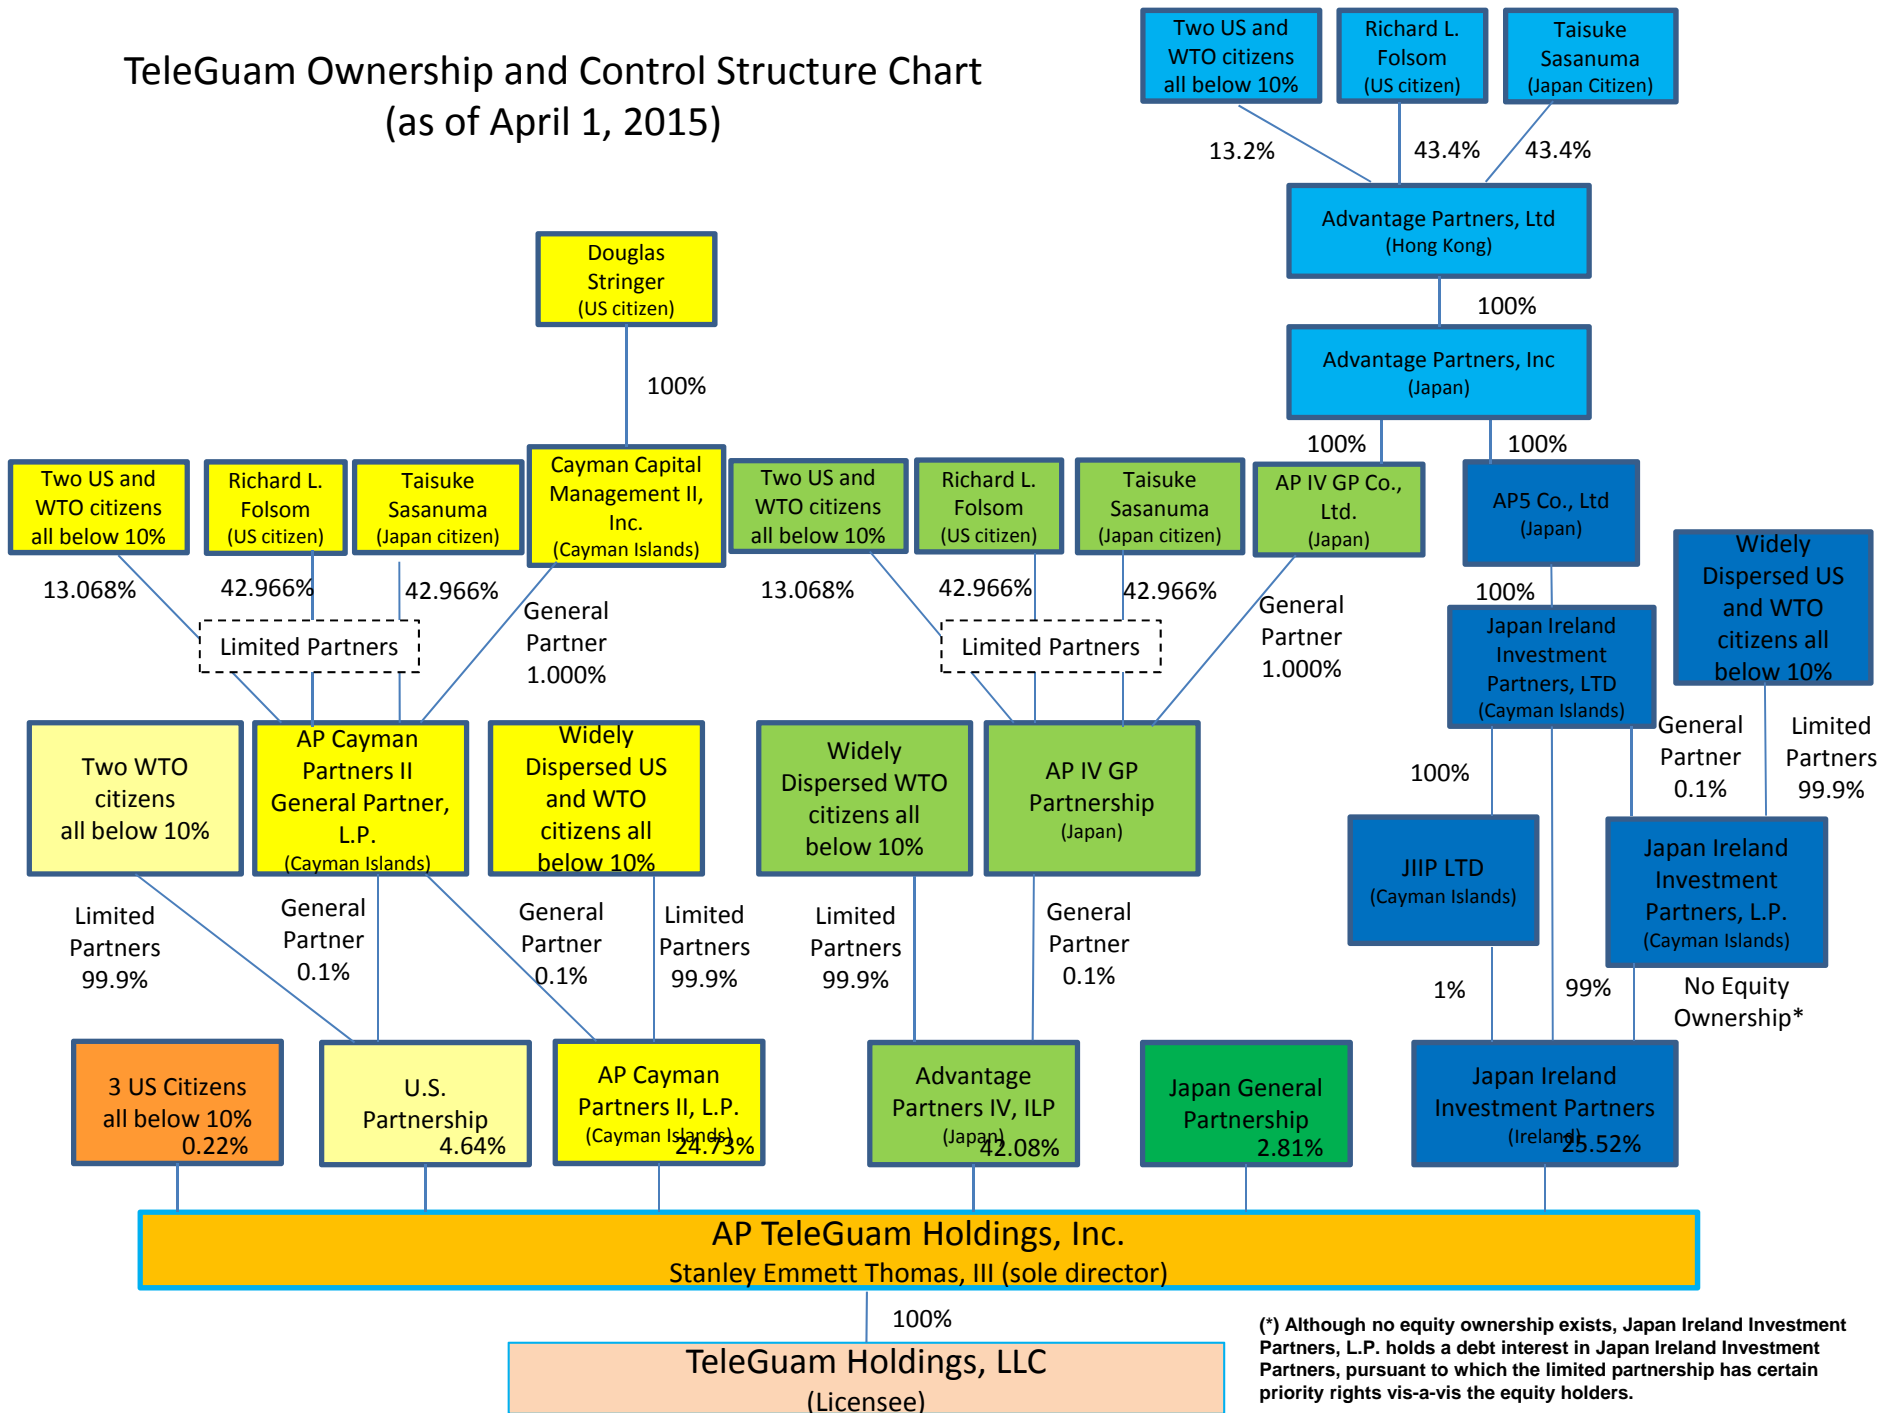 TeleGuam Ownership and Control Structure Chart
(as of April 1, 2015)
Two US and
WTO citizens
all below 10%
Richard L.
Folsom
(US citizen)
Taisuke
Sasanuma
(Japan Citizen)
13.2%
43.4%
43.4%
Advantage Partners, Ltd
(Hong Kong)
100%
Advantage Partners, Inc
(Japan)
100%
100%
Douglas
Stringer
(US citizen)
100%
Two US and
WTO citizens
all below 10%
Richard L.
Folsom
(US citizen)
Taisuke
Sasanuma
(Japan citizen)
Cayman Capital
Management II,
Inc.
(Cayman Islands)
Two US and
WTO citizens
all below 10%
Richard L.
Folsom
(US citizen)
Taisuke
Sasanuma
(Japan citizen)
AP IV GP Co.,
Ltd.
(Japan)
AP5 Co., Ltd
(Japan)
Widely
Dispersed US
and WTO
citizens all
below 10%
13.068%
42.966%
42.966%
General
Partner
1.000%
Limited Partners
13.068%
42.966%
42.966%
General
Partner
1.000%
Limited Partners
100%
Japan Ireland
Investment
Partners, LTD
(Cayman Islands)
General
Partner
0.1%
Limited
Partners
99.9%
Two WTO
citizens
all below 10%
AP Cayman
Partners II
General Partner,
L.P.
(Cayman Islands)
Widely
Dispersed US
and WTO
citizens all
below 10%
Widely
Dispersed WTO
citizens all
below 10%
AP IV GP
Partnership
(Japan)
100%
JIIP LTD
(Cayman Islands)
Japan Ireland
Investment
Partners, L.P.
(Cayman Islands)
Limited
Partners
99.9%
General
Partner
0.1%
General
Partner
0.1%
Limited
Partners
99.9%
Limited
Partners
99.9%
General
Partner
0.1%
1%
99%
No Equity
Ownership*
3 US Citizens
all below 10%
0.22%
U.S.
Partnership
4.64%
AP Cayman
Partners II, L.P.
(Cayman Islands)
24.73%
Advantage
Partners IV, ILP
(Japan)
42.08%
Japan General
Partnership
2.81%
Japan Ireland
Investment Partners
(Ireland)
25.52%
AP TeleGuam Holdings, Inc.
Stanley Emmett Thomas, III (sole director)
100%
TeleGuam Holdings, LLC
(Licensee)
(*) Although no equity ownership exists, Japan Ireland Investment
Partners, L.P. holds a debt interest in Japan Ireland Investment
Partners, pursuant to which the limited partnership has certain
priority rights vis-a-vis the equity holders.